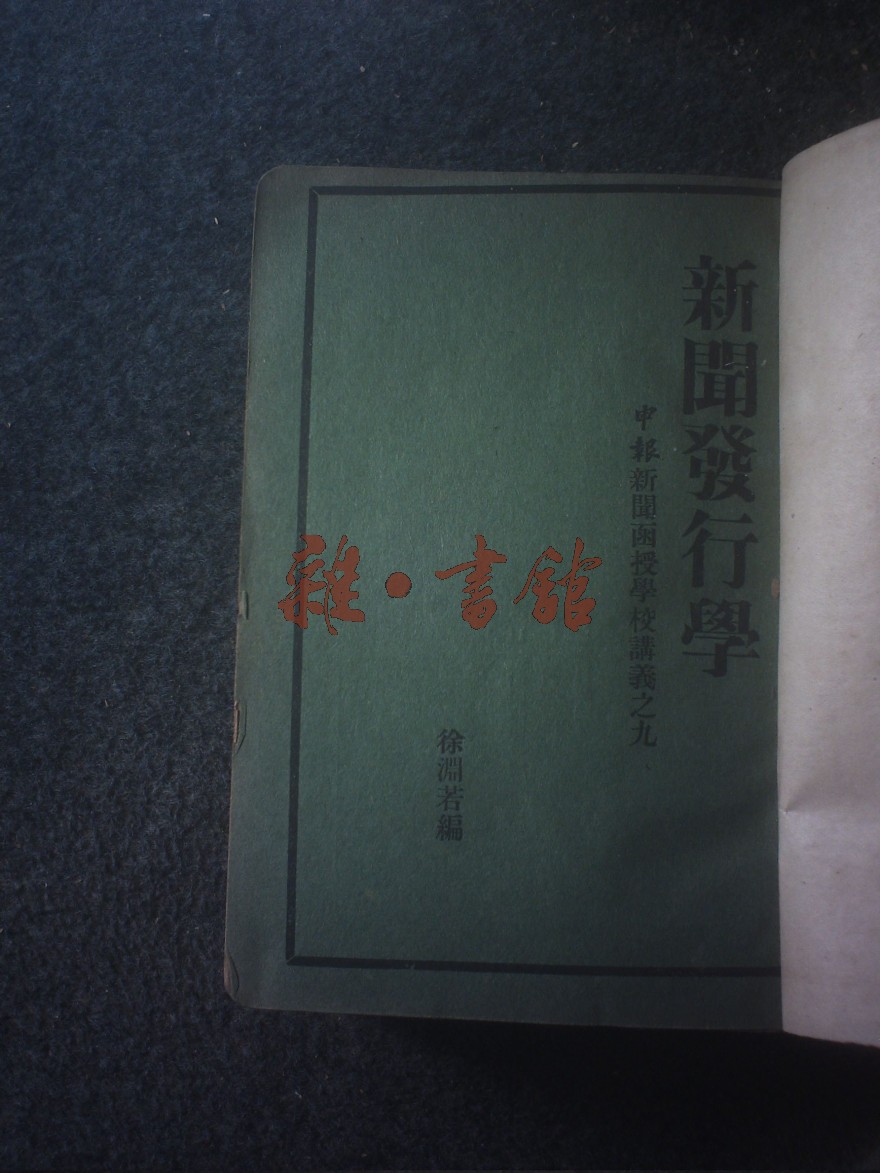 新聞發行學
申報新聞函授學校講義之九
徐淵若編
雜·書館